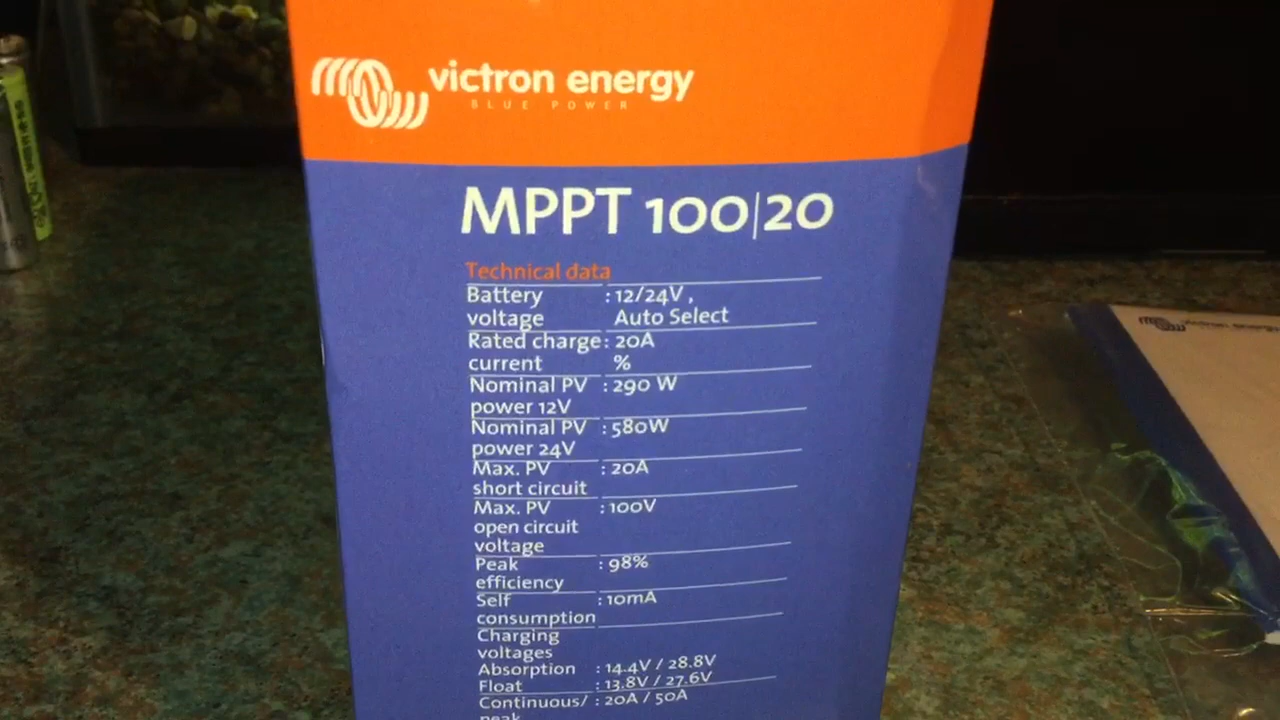 victron energy
BLUE POWER
MPPT 100|20
Technical data
Battery : 12/24V,
voltage Auto Select
Rated charge: 20A
current %
Nominal PV : 290 W
power 12V
Nominal PV : 580W
power 24V
Max. PV : 20A
short circuit
Max. PV : 100V
open circuit
voltage
Peak : 98%
efficiency
Self : 10mA
consumption
Charging
voltages
Absorption : 14.4V / 28.8V
Float : 13.8V / 27.6V
Continuous/ : 20A / 50A
peak
victron energy